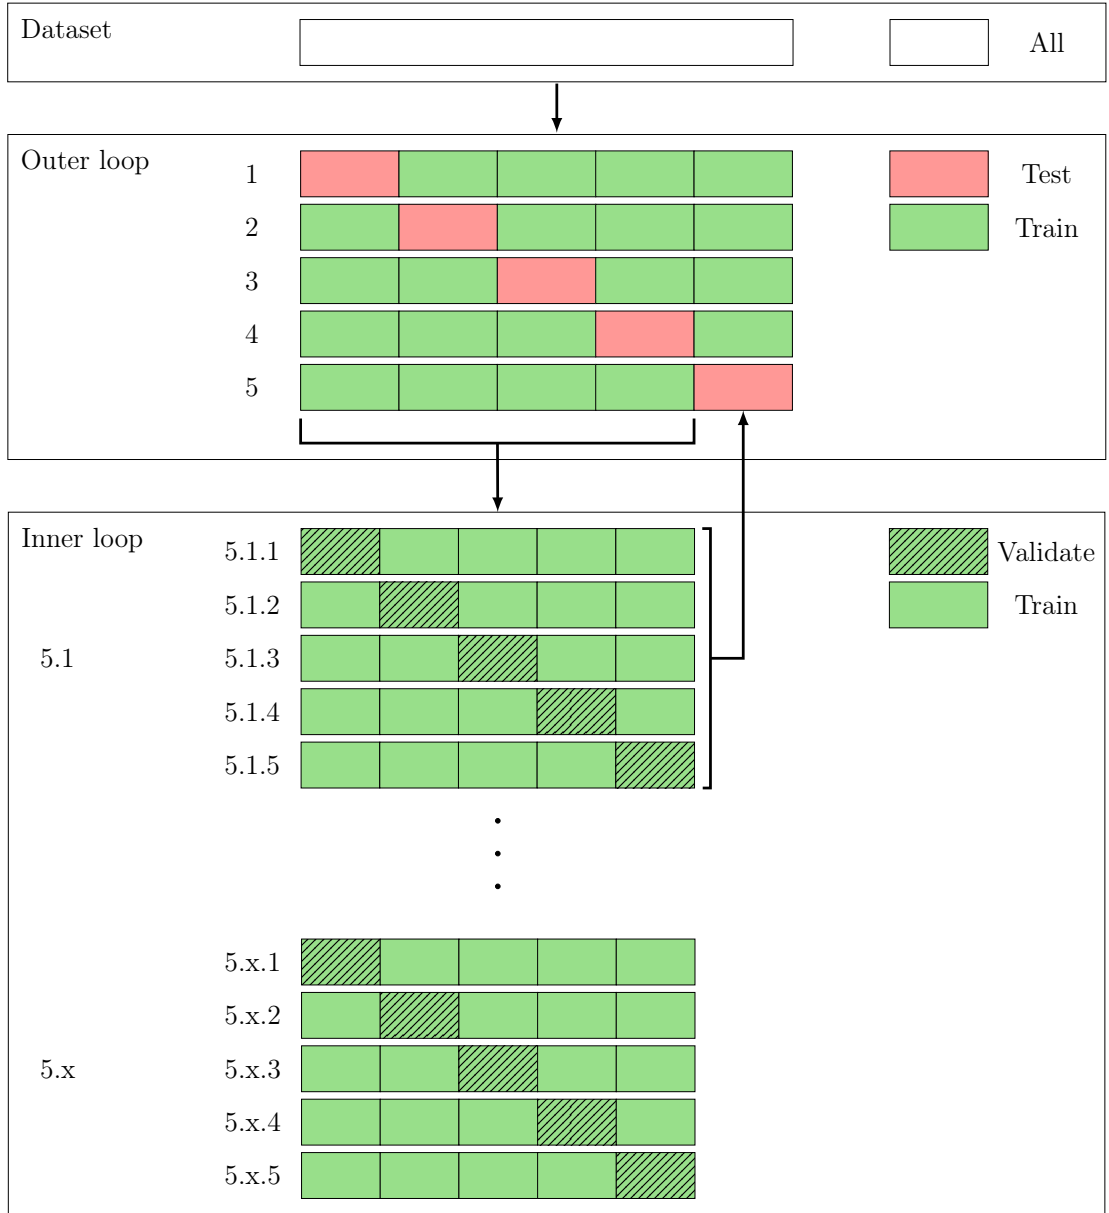 Dataset
All
Outer loop
1
Test
2
Train
3
4
5
Inner loop
5.1.1
Validate
5.1.2
Train
5.1
5.1.3
5.1.4
5.1.5
5.x.1
5.x.2
5.x
5.x.3
5.x.4
5.x.5